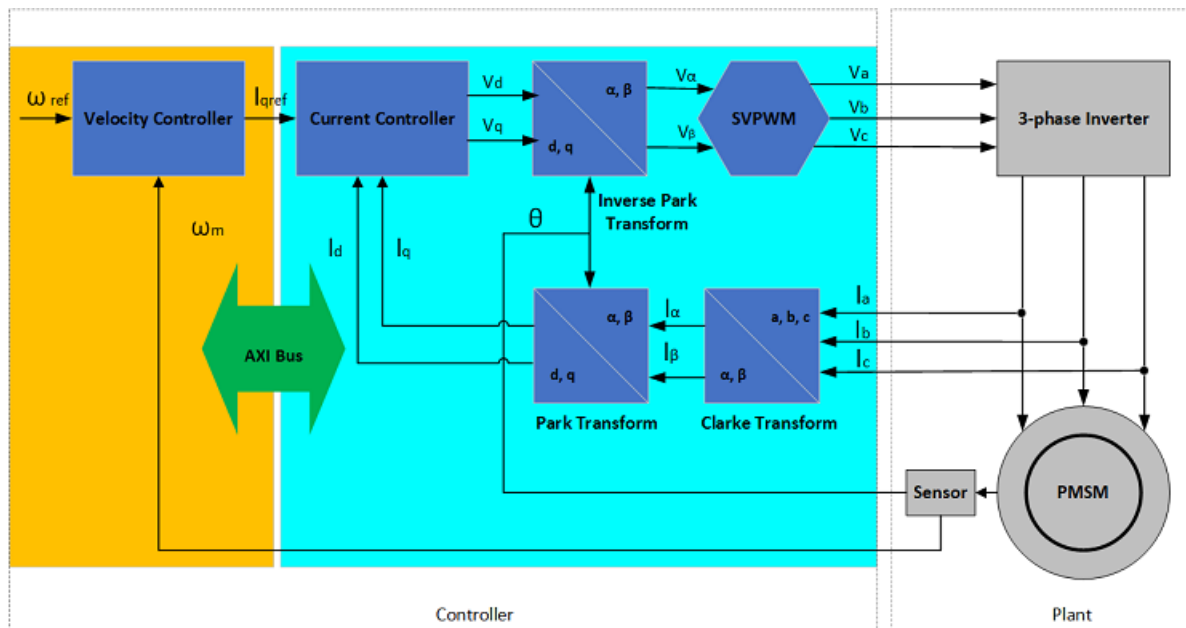 ω ref
Velocity Controller
Iqref
Current Controller
Vd
Vq
α, β
d, q
Vα
Vβ
SVPWM
Va
Vb
Vc
3-phase Inverter
Inverse Park
Transform
θ
ωm
Id
Iq
AXI Bus
α, β
d, q
Park Transform
Iα
Iβ
a, b, c
α, β
Clarke Transform
Ia
Ib
Ic
Sensor
PMSM
Controller
Plant